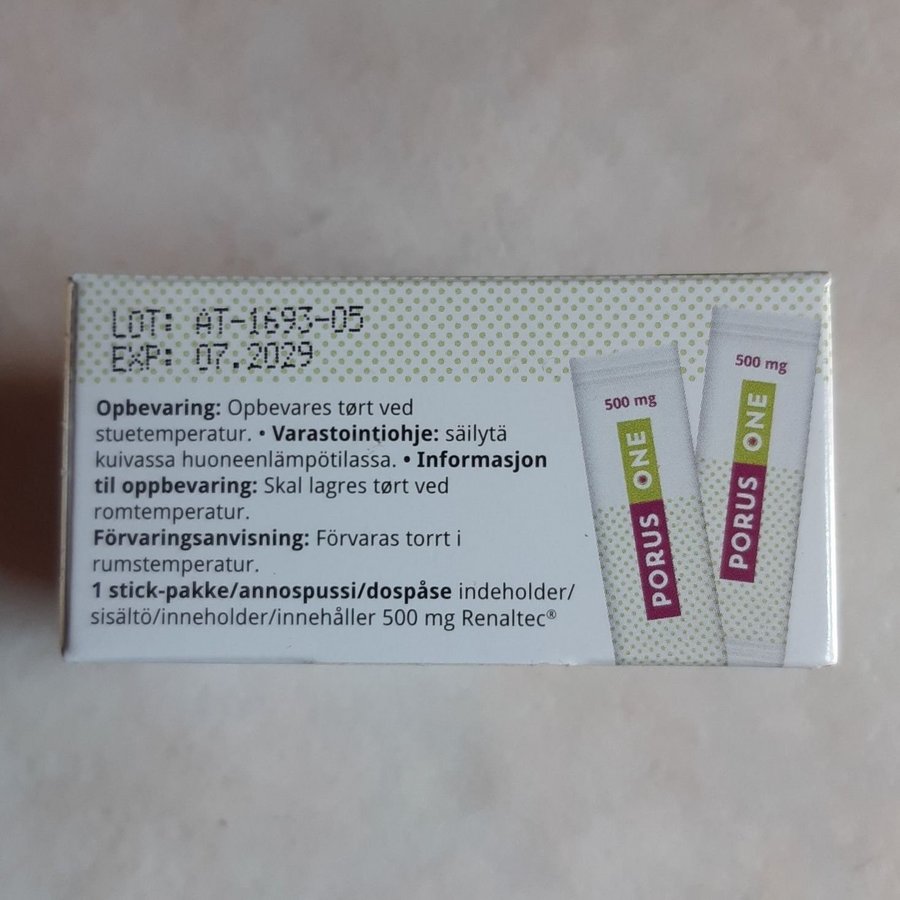 LOT: AT-1693-05
EXP: 07.2029
Opbevaring: Opbevares tørt ved
stuetemperatur. • Varastointiohje: säilytä
kuivassa huoneenlämpötilassa. • Informasjon
til oppbevaring: Skal lagres tørt ved
romtemperatur.
Förvaringsanvisning: Förvaras torrt i
rumstemperatur.
1 stick-pakke/annospussi/dospåse indeholder/
sisältö/inneholder/innehåller 500 mg Renaltec®
500 mg
PORUS ONE
500 mg
PORUS ONE